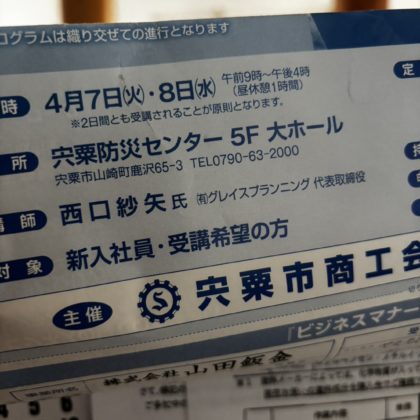 ログラムは織り交ぜての進行となります
時 4月7日(火)・8日(水) 午前9時〜午後4時
(昼休憩1時間)
※2日間とも受講されることが原則となります。
定
所 宍粟防災センター 5F 大ホール
宍粟市山崎町鹿沢65-3 TEL0790-63-2000
講師 西口紗矢 氏 (有)グレイスプランニング 代表取締役
対象 新入社員・受講希望の方
主催 宍粟市商工会
『ビジネスマナー
株式会社山田鈑金